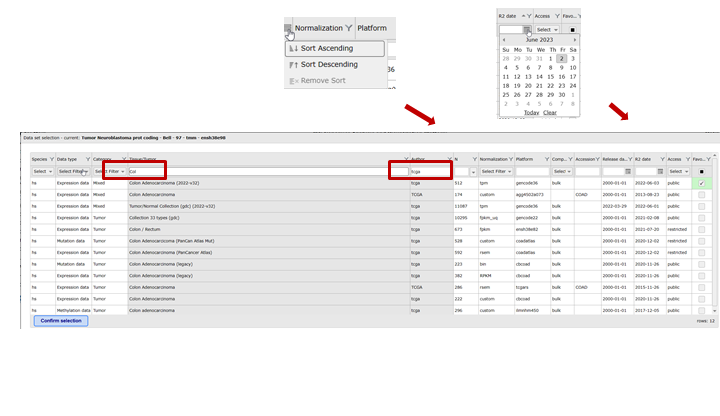 Normalization Platform
Sort Ascending
Sort Descending
Remove Sort
R2 date Access Favo...
Select
June 2023
Su Mo Tu We Th Fr Sa
28 29 30 31 1 2 3
4 5 6 7 8 9 10
11 12 13 14 15 16 17
18 19 20 21 22 23 24
25 26 27 28 29 30 1
2 3 4 5 6 7 8
Today Clear
Data set selection - current: Tumor Neuroblastoma prot coding - Bell - 97 - tmm - ensh38e98
Species Data type Category Tissue/Tumor Author N Normalization Platform Comp... Accession Release da... R2 date Access Favo...
Select Select Filter Select Filter Col tcga Select Filter Select Select
hs Expression data Mixed Colon Adenocarcinoma (2022-v32) tcga 512 tpm gencode36 bulk 2000-01-01 2022-06-03 public
hs Expression data Mixed Colon Adenocarcinoma TCGA 174 custom agg4502a073 COAD 2000-01-01 2013-08-23 public
hs Expression data Mixed Tumor/Normal Collection (gdc) (2022-v32) tcga 11087 tpm gencode36 bulk 2022-03-29 2022-06-01 public
hs Expression data Tumor Collection 33 types (gdc) tcga 10295 fpkm_uq gencode22 bulk 2000-01-01 2021-02-08 public
hs Expression data Tumor Colon / Rectum tcga 673 fpkm ensh38e82 bulk 2000-01-01 2021-07-20 restricted
hs Mutation data Tumor Colon Adenocarcinoma (PanCan Atlas Mut) tcga 528 custom coadatlas 2000-01-01 2020-12-02 restricted
hs Expression data Tumor Colon Adenocarcinoma (PanCancer Atlas) tcga 592 rsem coadatlas bulk 2000-01-01 2020-12-02 restricted
hs Mutation data Tumor Colon Adenocarcinoma (legacy) tcga 223 bin cbcoad 2000-01-01 2020-11-26 public
hs Expression data Tumor Colon Adenocarcinoma (legacy) tcga 382 RPKM cbcoad bulk 2000-01-01 2020-11-26 public
hs Expression data Tumor Colon Adenocarcinoma TCGA 286 rsem tcgars COAD 2000-01-01 2015-11-26 public
hs Expression data Tumor Colon Adenocarcinoma tcga 222 custom cbcoad bulk 2000-01-01 2020-11-26 public
hs Methylation data Tumor Colon Adenocarcinoma tcga 296 custom ilmnhm450 bulk 2000-01-01 2017-12-05 public
Confirm selection rows: 12